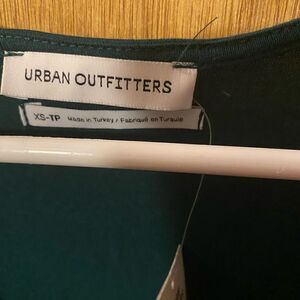 URBAN OUTFITTERS
XS-TP Made in Turkey / Fabriqué en Turquie